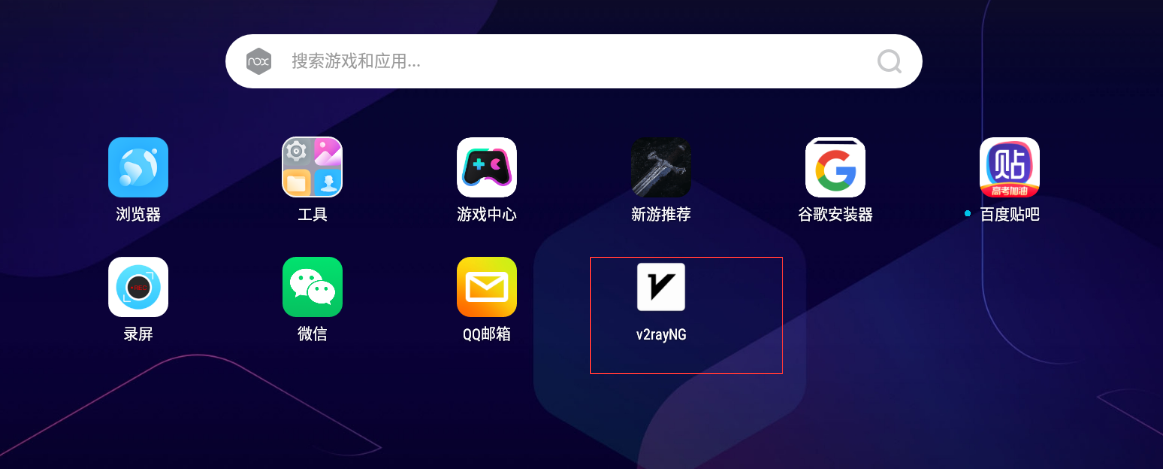 nox 搜索游戏和应用...
浏览器 工具 游戏中心 新游推荐 谷歌安装器 百度贴吧
贴
高考加油
录屏 微信 QQ邮箱 v2rayNG